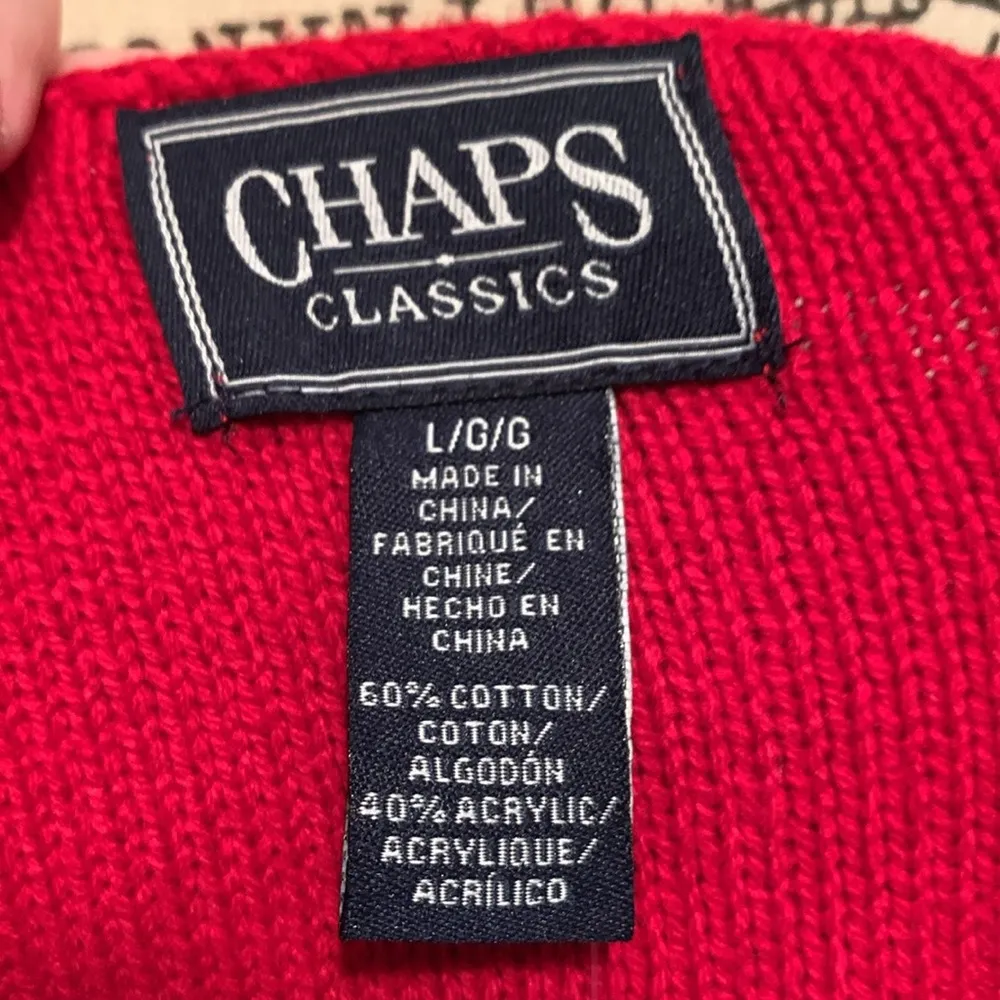 CHAPS
CLASSICS
L/G/G
MADE IN
CHINA/
FABRIQUÉ EN
CHINE/
HECHO EN
CHINA
60% COTTON/
COTON/
ALGODÓN
40% ACRYLIC/
ACRYLIQUE/
ACRÍLICO